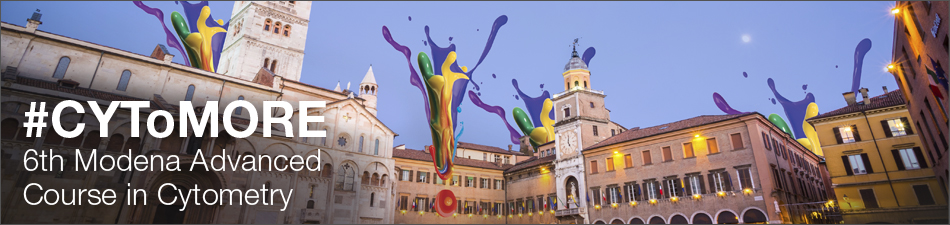 #CYToMORE
6th Modena Advanced
Course in Cytometry